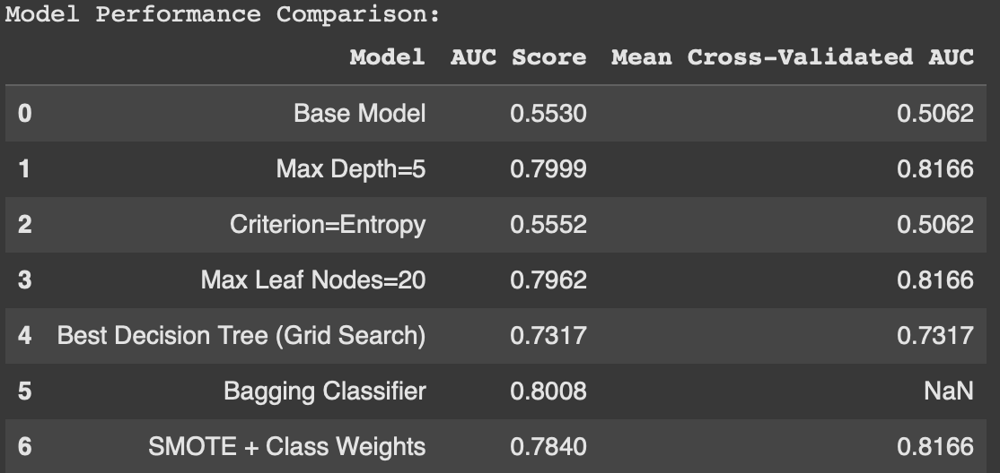 Model Performance Comparison:
Model AUC Score Mean Cross-Validated AUC
0 Base Model 0.5530 0.5062
1 Max Depth=5 0.7999 0.8166
2 Criterion=Entropy 0.5552 0.5062
3 Max Leaf Nodes=20 0.7962 0.8166
4 Best Decision Tree (Grid Search) 0.7317 0.7317
5 Bagging Classifier 0.8008 NaN
6 SMOTE + Class Weights 0.7840 0.8166